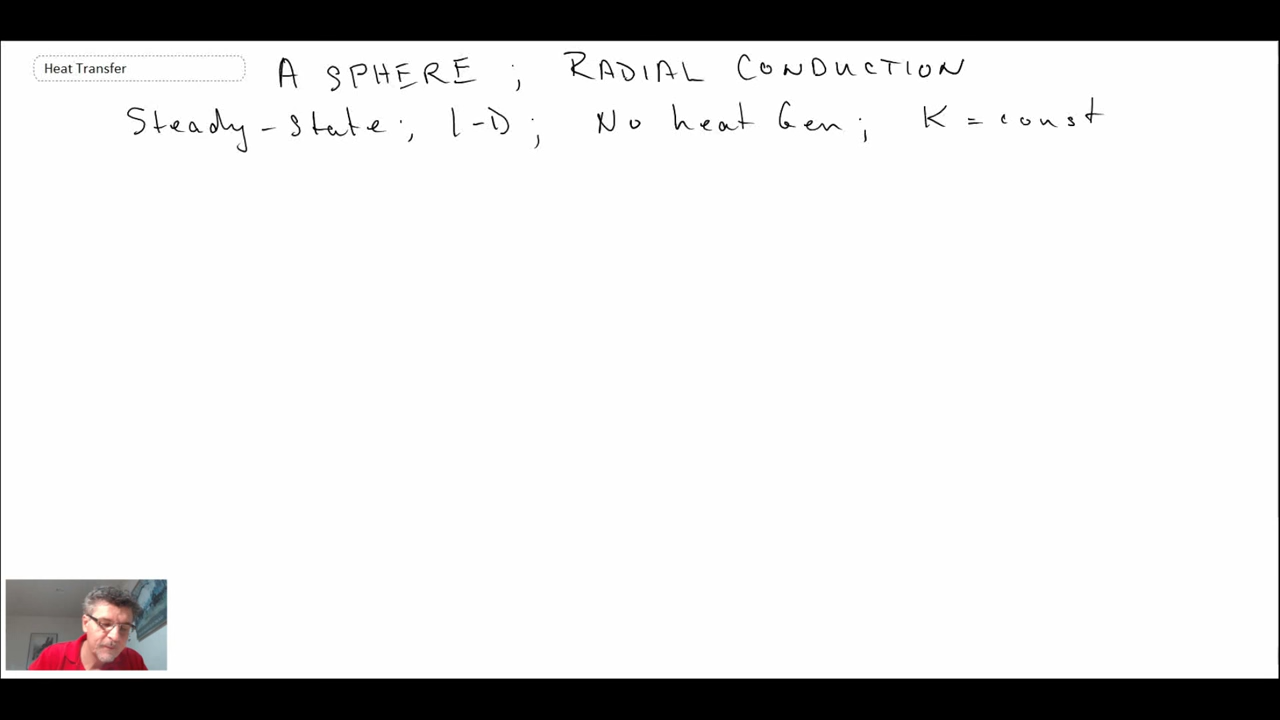 Heat Transfer
A SPHERE ; RADIAL CONDUCTION
Steady-State ; 1-D ; No heat Gen ; K = const